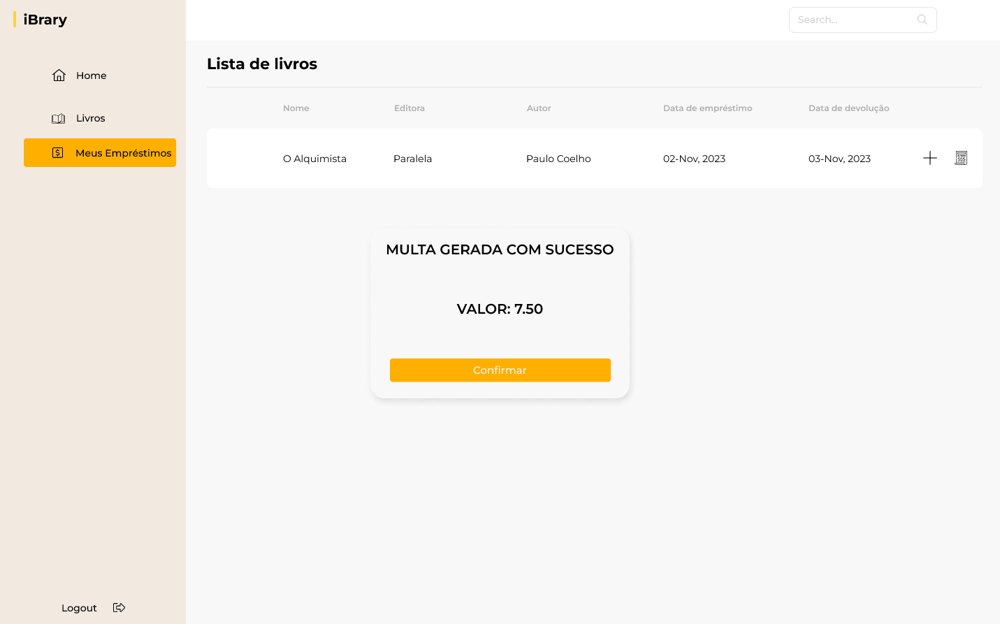 iBrary
Search...
Home
Livros
Meus Empréstimos
Logout
Lista de livros
Nome Editora Autor Data de empréstimo Data de devolução
O Alquimista Paralela Paulo Coelho 02-Nov, 2023 03-Nov, 2023
MULTA GERADA COM SUCESSO
VALOR: 7.50
Confirmar